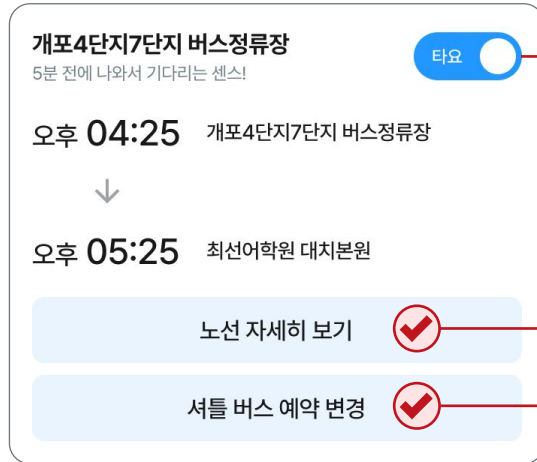 개포4단지7단지 버스정류장
타요
5분 전에 나와서 기다리는 센스!
오후 04:25 개포4단지7단지 버스정류장
오후 05:25 최선어학원 대치본원
노선 자세히 보기
셔틀 버스 예약 변경